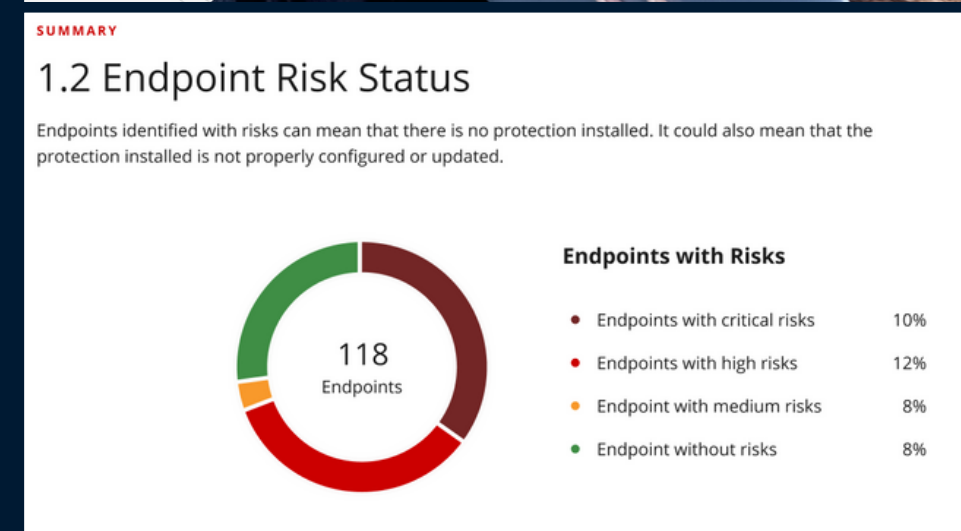 SUMMARY
1.2 Endpoint Risk Status
Endpoints identified with risks can mean that there is no protection installed. It could also mean that the
protection installed is not properly configured or updated.
118
Endpoints
Endpoints with Risks
Endpoints with critical risks 10%
Endpoints with high risks 12%
Endpoint with medium risks 8%
Endpoint without risks 8%